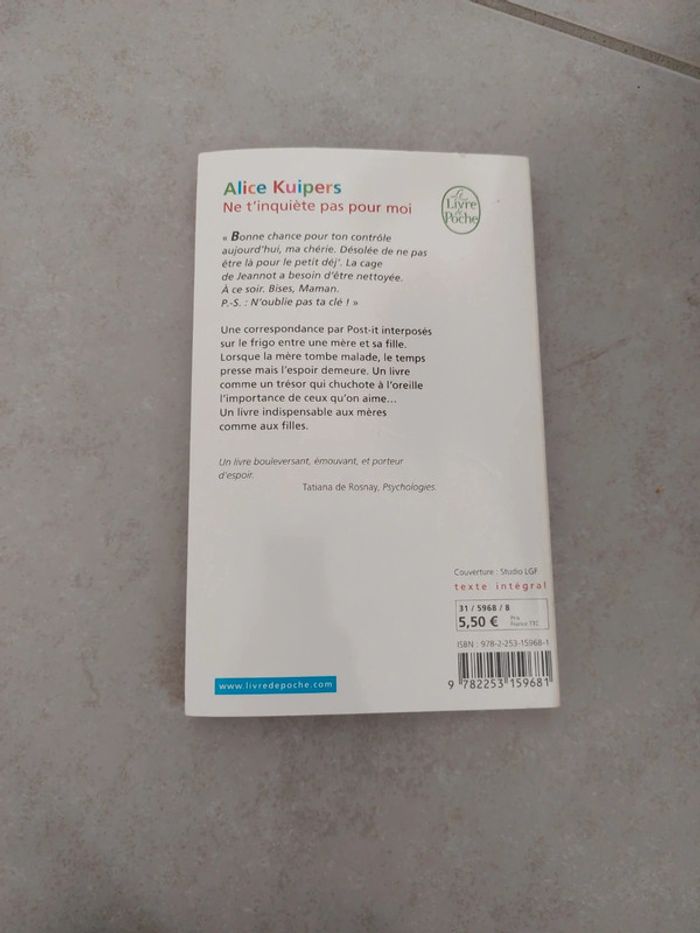 Alice Kuipers
Ne t'inquiète pas pour moi
Le
Livre
de
Poche
« Bonne chance pour ton contrôle
aujourd'hui, ma chérie. Désolée de ne pas
être là pour le petit déj'. La cage
de Jeannot a besoin d'être nettoyée.
À ce soir. Bises, Maman.
P.-S. : N'oublie pas ta clé ! »
Une correspondance par Post-it interposés
sur le frigo entre une mère et sa fille.
Lorsque la mère tombe malade, le temps
presse mais l'espoir demeure. Un livre
comme un trésor qui chuchote à l'oreille
l'importance de ceux qu'on aime...
Un livre indispensable aux mères
comme aux filles.
Un livre bouleversant, émouvant, et porteur
d'espoir.
Tatiana de Rosnay, Psychologies.
Couverture : Studio LGF
texte intégral
31 / 5968 / 8
5,50 € Prix
France TTC
ISBN : 978-2-253-15968-1
9 782253 159681
www.livredepoche.com